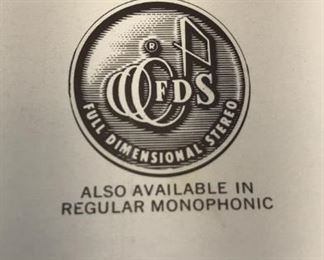 ®
FDS
FULL DIMENSIONAL STEREO
ALSO AVAILABLE IN
REGULAR MONOPHONIC